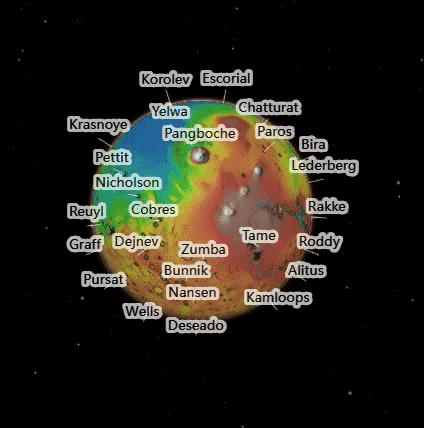 Korolev
Escorial
Yelwa
Chatturat
Krasnoye
Pangboche
Paros
Bira
Pettit
Lederberg
Nicholson
Reuyl
Cobres
Rakke
Graff
Dejnev
Zumba
Tame
Roddy
Pursat
Bunnik
Alitus
Nansen
Kamloops
Wells
Deseado